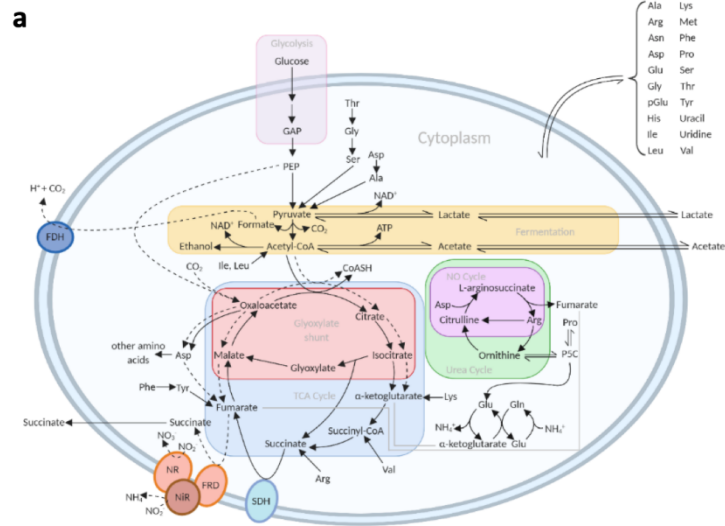 a
Glycolysis
Glucose
GAP
PEP
Thr
Gly
Ser
Asp
Ala
Cytoplasm
Ala Lys
Arg Met
Asn Phe
Asp Pro
Glu Ser
Gly Thr
pGlu Tyr
His Uracil
Ile Uridine
Leu Val
H⁺ + CO₂
FDH
Pyruvate
NAD⁺
Lactate
Lactate
NAD⁺
Formate
CO₂
ATP
Fermentation
Ethanol
Acetyl-CoA
Acetate
Acetate
CO₂
Ile, Leu
CoASH
Oxaloacetate
Citrate
Glyoxylate
shunt
Malate
Isocitrate
Glyoxylate
TCA Cycle
other amino
acids
Asp
Phe
Tyr
Fumarate
α-ketoglutarate
Lys
Succinyl-CoA
Succinate
Arg
Val
NO Cycle
L-arginosuccinate
Asp
Fumarate
Citrulline
Arg
Pro
Ornithine
P5C
Urea Cycle
Glu
Gln
NH₄⁺
NH₄⁺
α-ketoglutarate
Glu
Succinate
Succinate
NO₃⁻
NO₂⁻
NR
FRD
NiR
NH₄
NO₂⁻
SDH